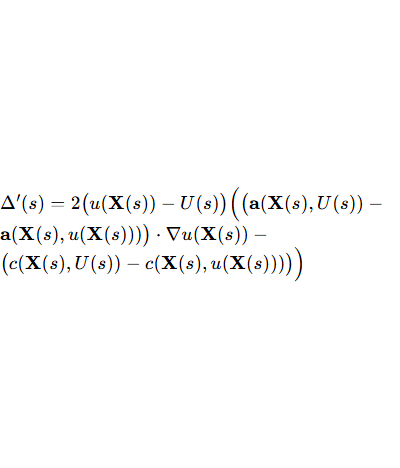 Δ′(s) = 2(u(𝐗(s)) − U(s))((𝐚(𝐗(s), U(s)) −
𝐚(𝐗(s), u(𝐗(s)))) · ∇u(𝐗(s)) −
(c(𝐗(s), U(s)) − c(𝐗(s), u(𝐗(s)))))